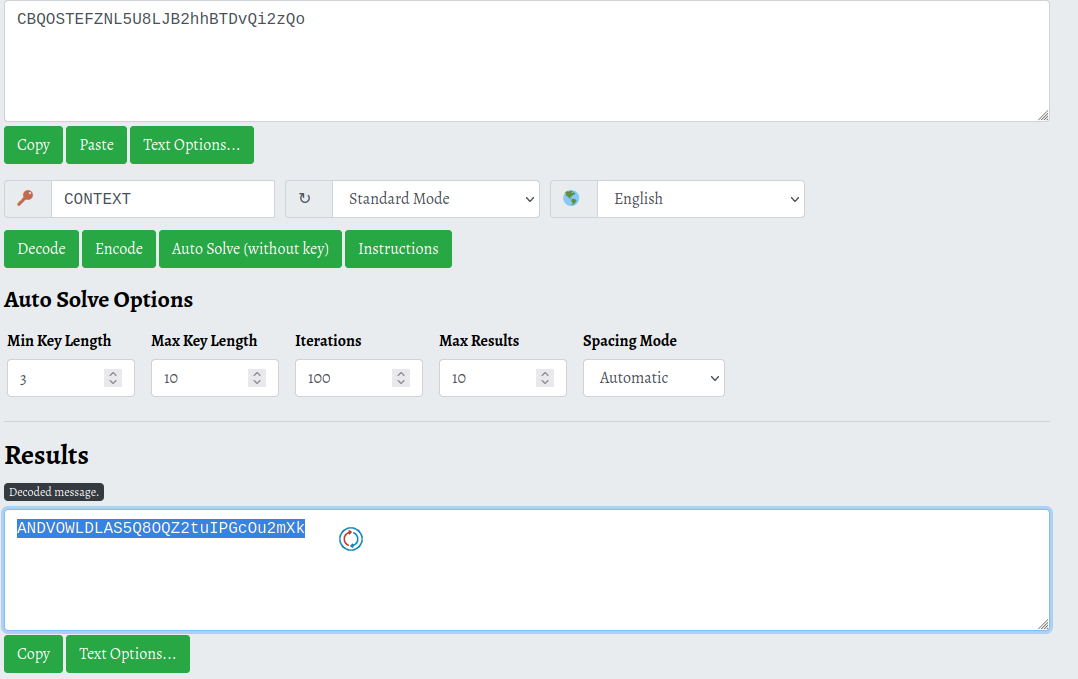 CBQOSTEFZNL5U8LJB2hhBTDvQi2zQo
Copy Paste Text Options...
CONTEXT ↻ Standard Mode English
Decode Encode Auto Solve (without key) Instructions
Auto Solve Options
Min Key Length Max Key Length Iterations Max Results Spacing Mode
3 10 100 10 Automatic
Results
Decoded message.
ANDVOWLDLAS5Q8OQZ2tuIPGcOu2mXk
Copy Text Options...